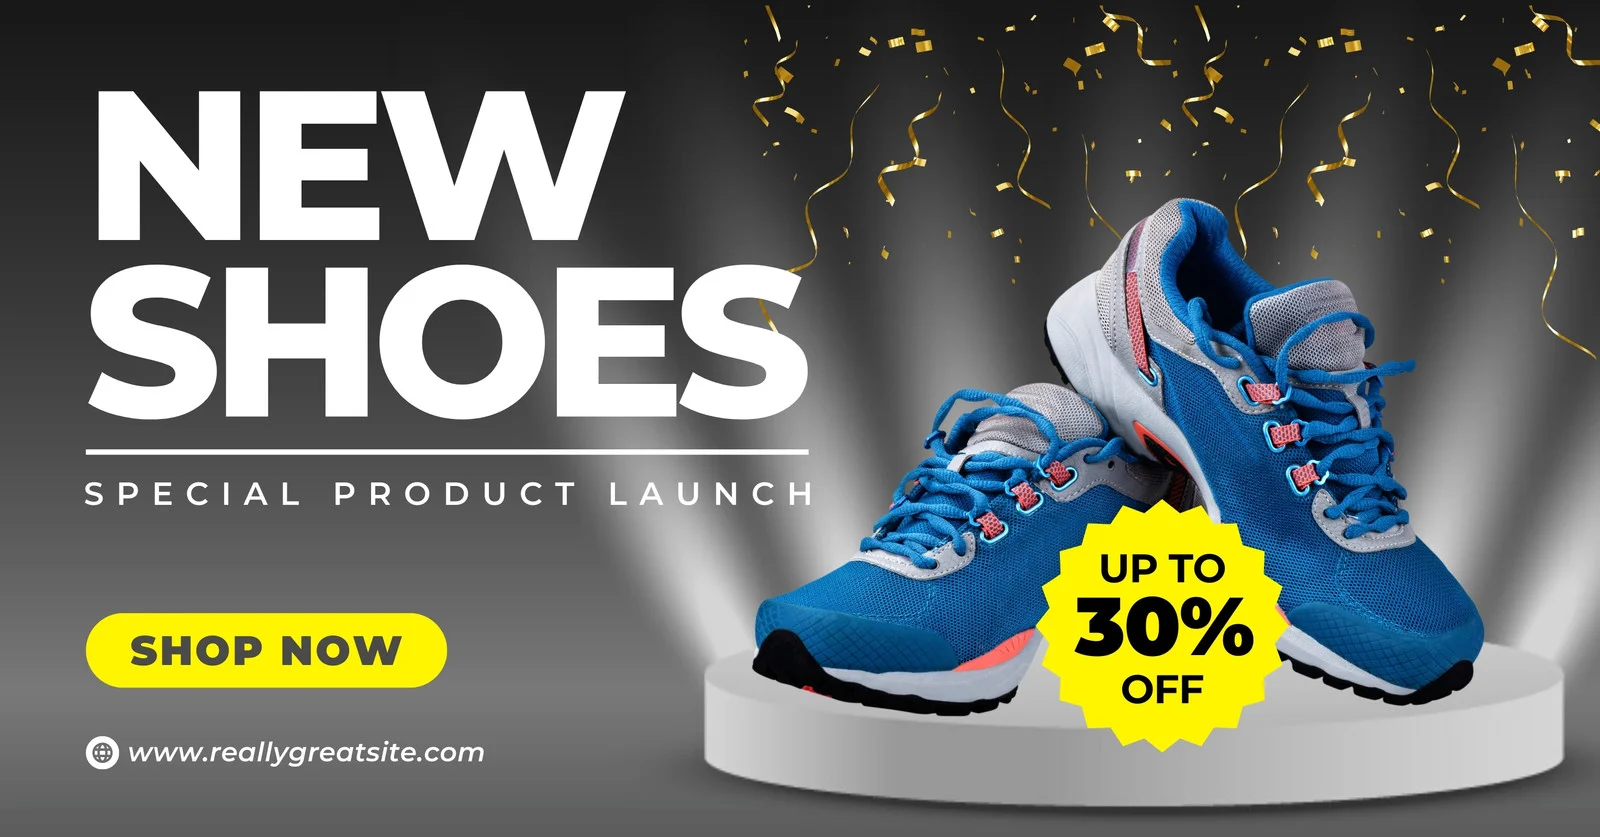 NEW
SHOES
SPECIAL PRODUCT LAUNCH
SHOP NOW
www.reallygreatsite.com
UP TO
30%
OFF